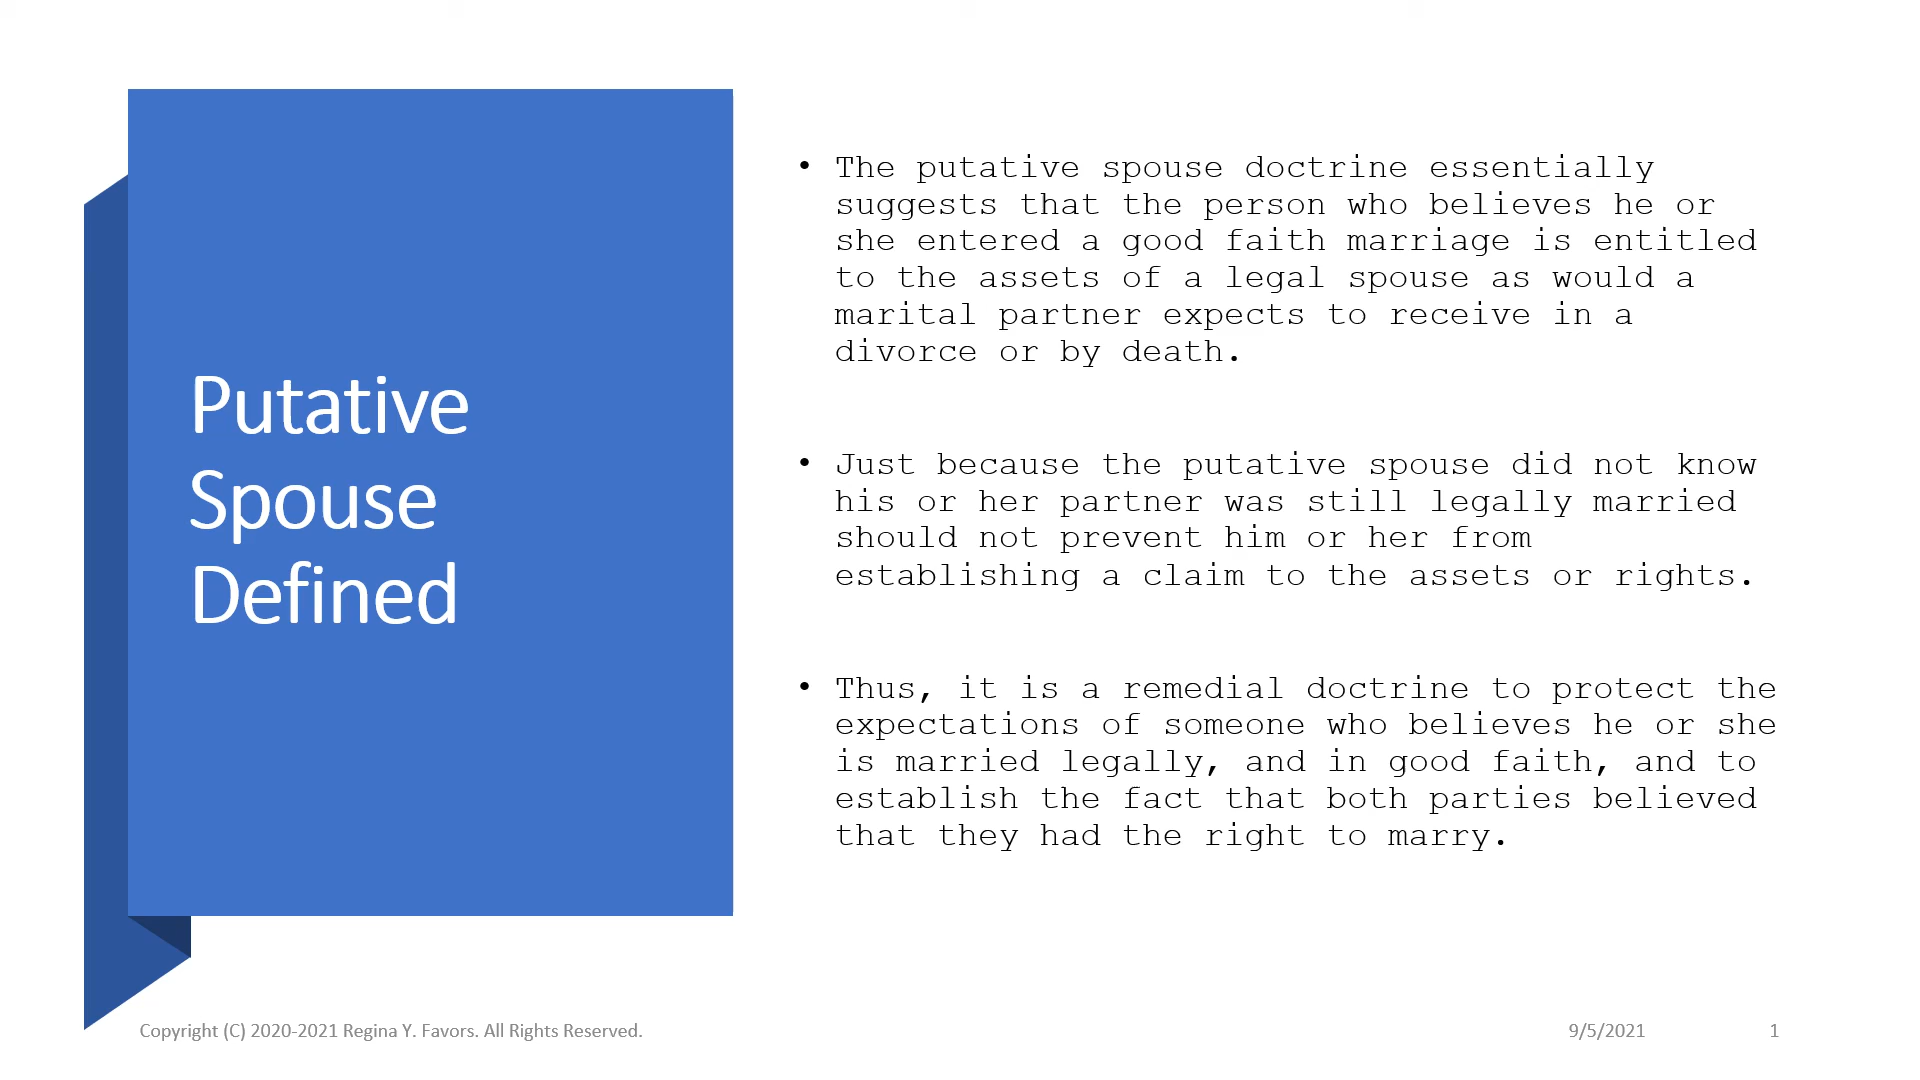 Putative
Spouse
Defined
• The putative spouse doctrine essentially
suggests that the person who believes he or
she entered a good faith marriage is entitled
to the assets of a legal spouse as would a
marital partner expects to receive in a
divorce or by death.
• Just because the putative spouse did not know
his or her partner was still legally married
should not prevent him or her from
establishing a claim to the assets or rights.
• Thus, it is a remedial doctrine to protect the
expectations of someone who believes he or she
is married legally, and in good faith, and to
establish the fact that both parties believed
that they had the right to marry.
Copyright (C) 2020-2021 Regina Y. Favors. All Rights Reserved.
9/5/2021
1